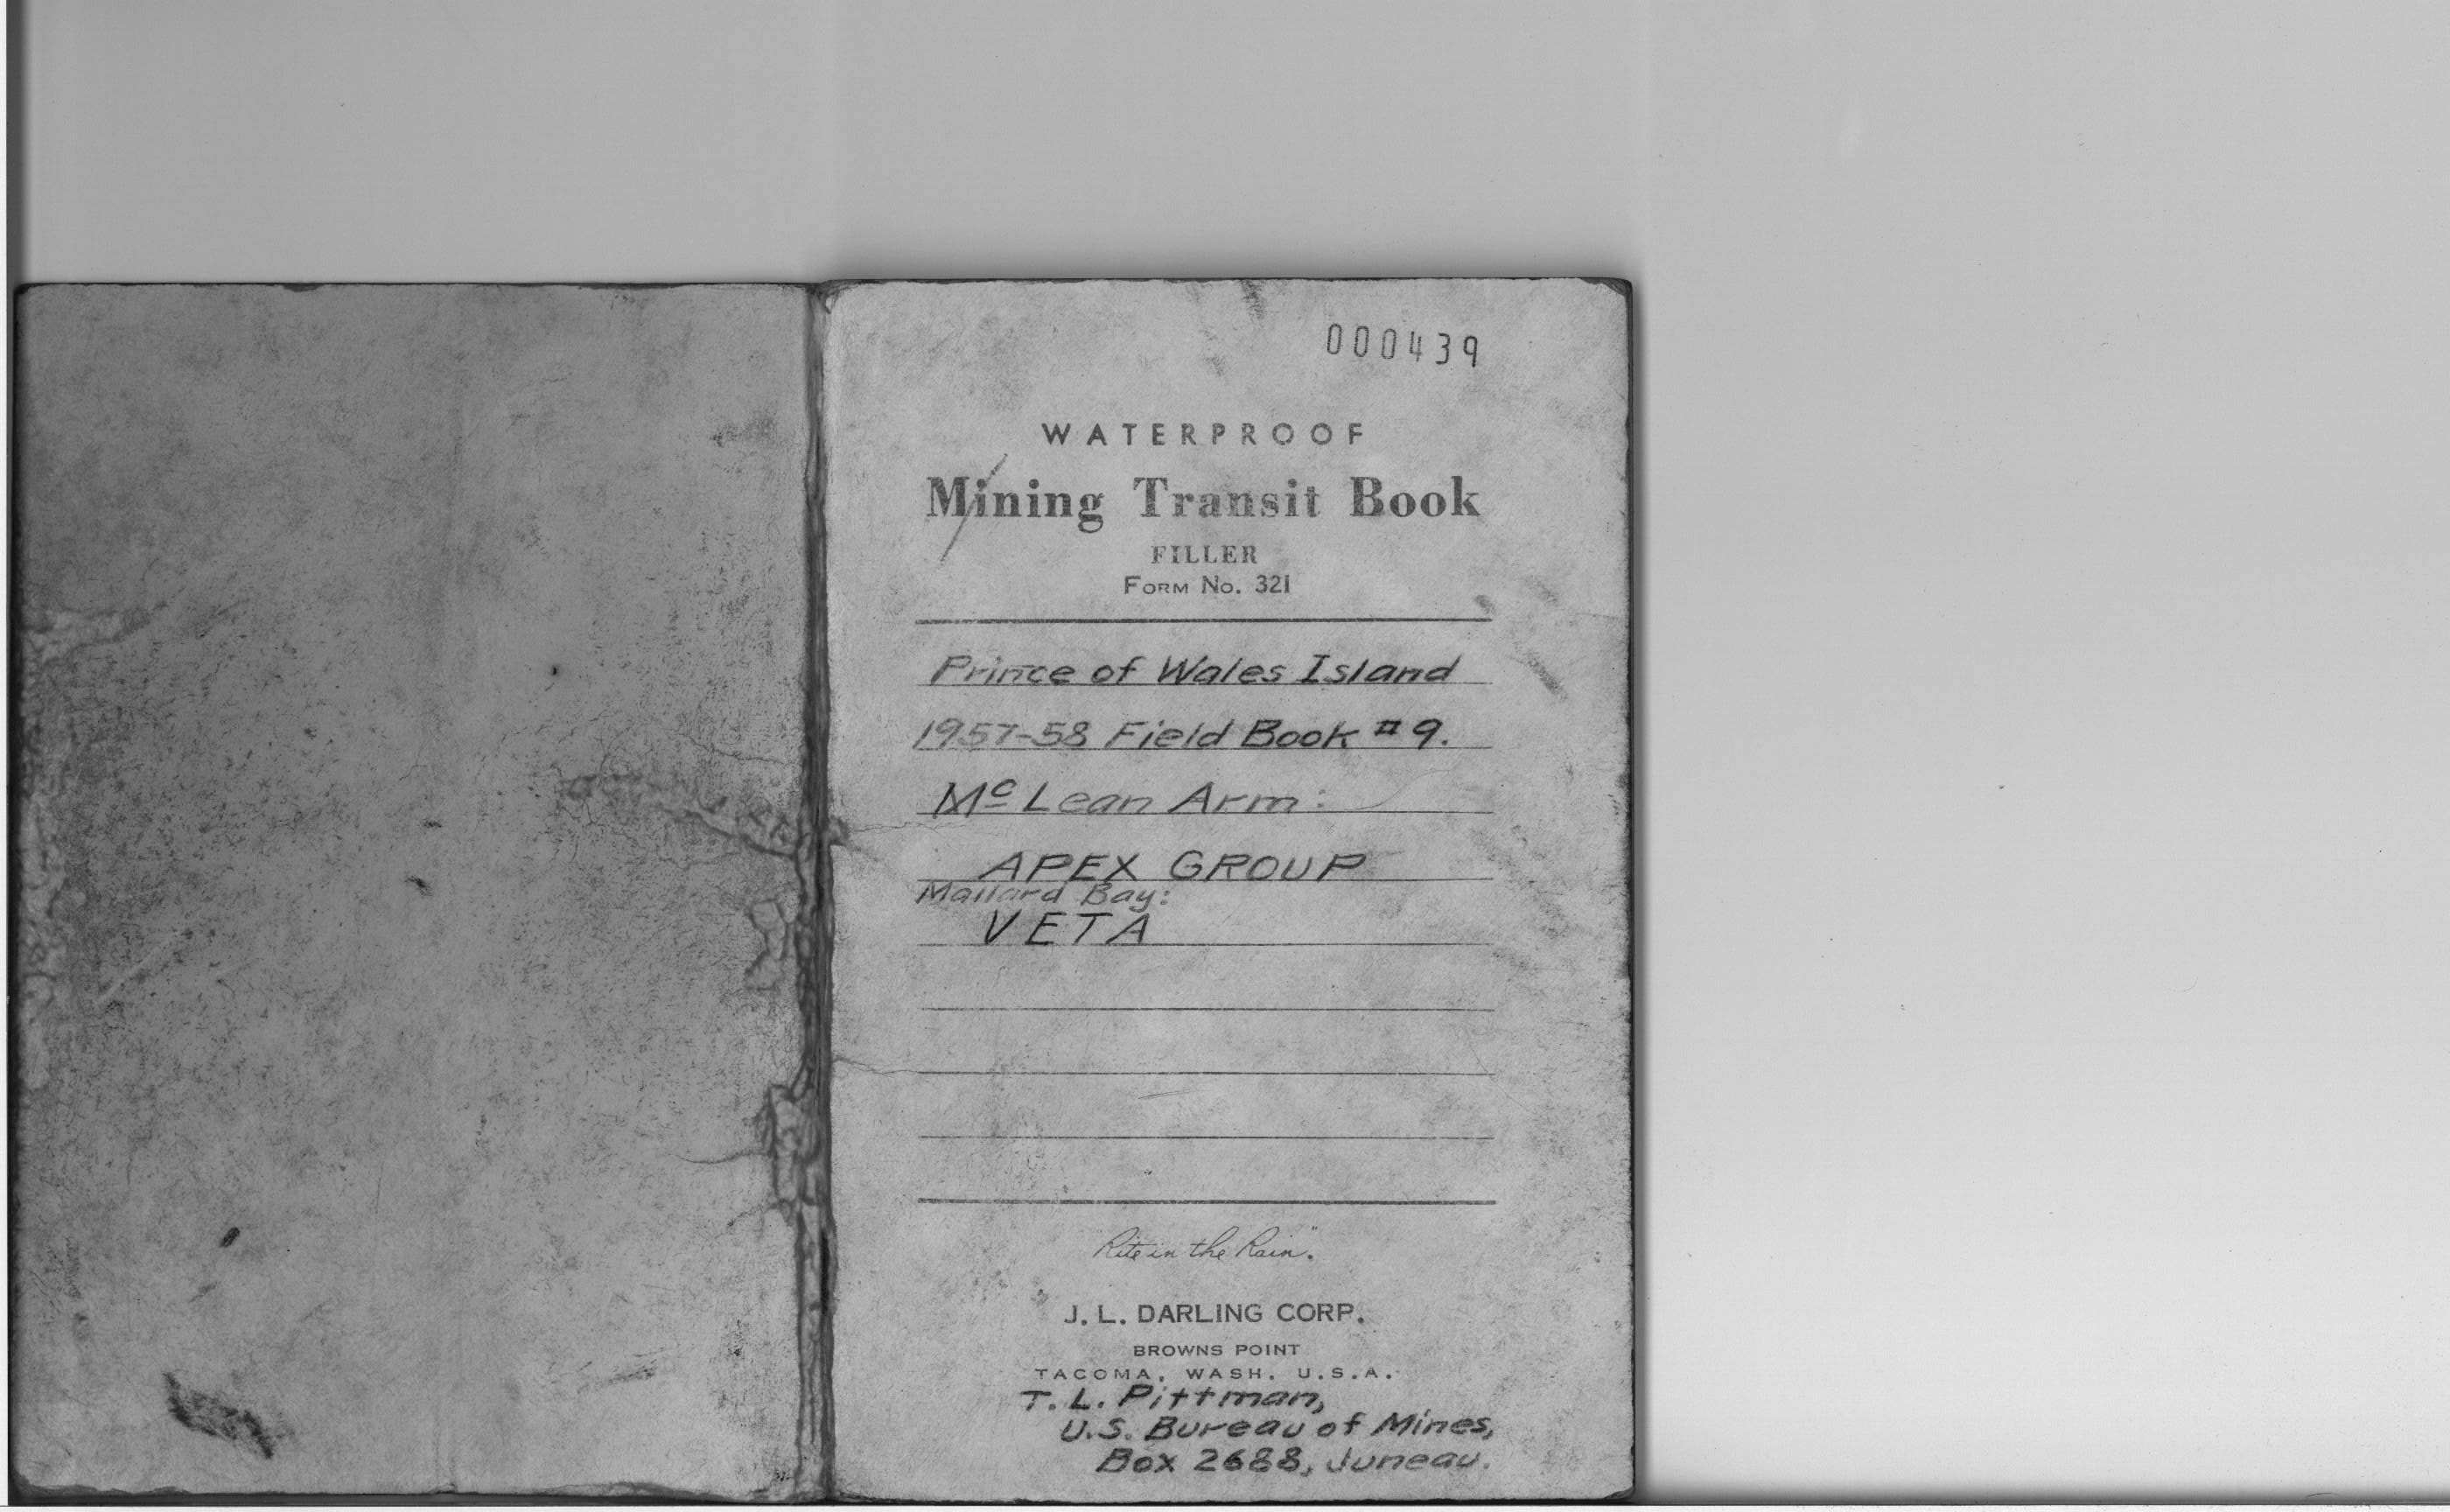 000439
WATERPROOF
Mining Transit Book
FILLER
FORM NO. 321
Prince of Wales Island
1957-58 Field Book #9.
Mc Lean Arm:
APEX GROUP
Mallard Bay:
VETA
"Rite in the Rain".
J. L. DARLING CORP.
BROWNS POINT
TACOMA, WASH. U.S.A.
T. L. Pittman,
U.S. Bureau of Mines,
Box 2688, Juneau.